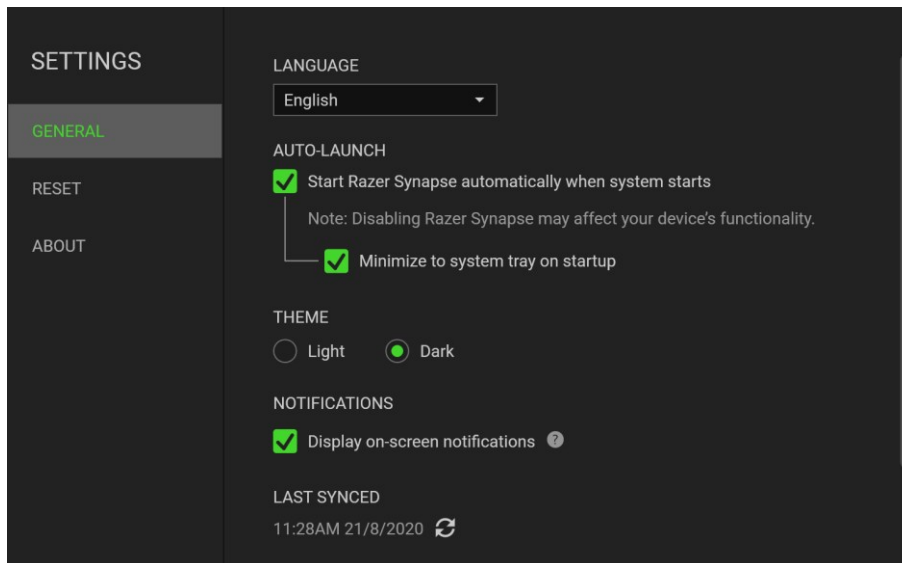 SETTINGS
GENERAL
RESET
ABOUT
LANGUAGE
English
AUTO-LAUNCH
Start Razer Synapse automatically when system starts
Note: Disabling Razer Synapse may affect your device’s functionality.
Minimize to system tray on startup
THEME
Light Dark
NOTIFICATIONS
Display on-screen notifications ?
LAST SYNCED
11:28AM 21/8/2020